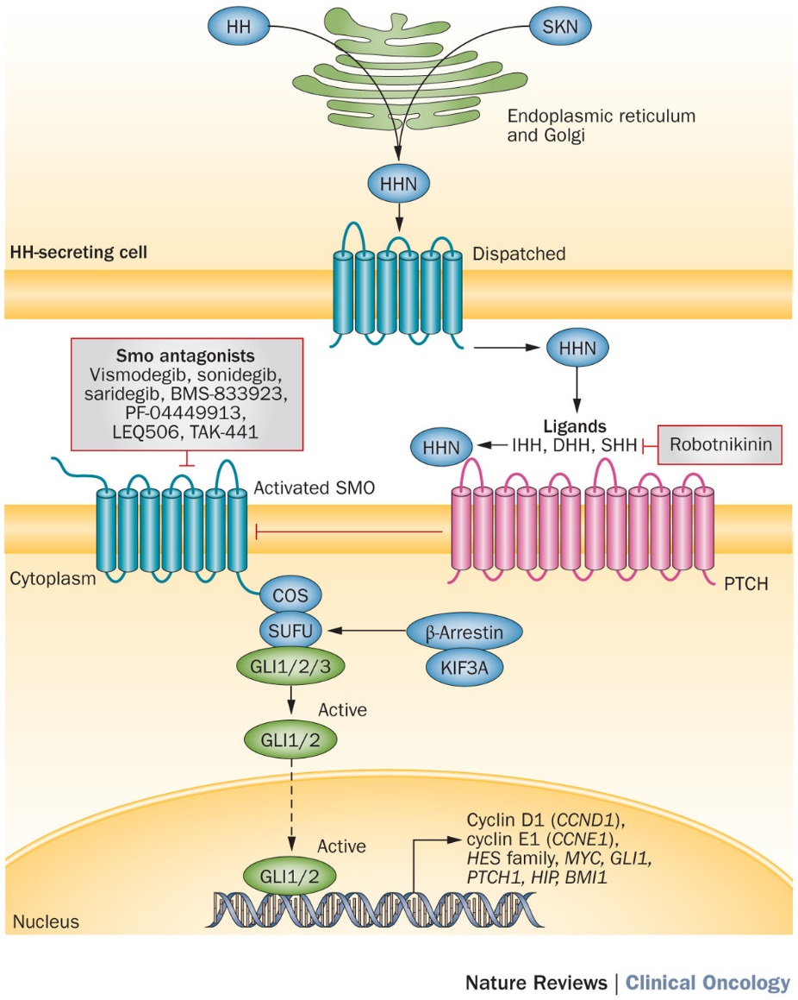 HH
SKN
Endoplasmic reticulum
and Golgi
HHN
HH-secreting cell
Dispatched
HHN
Smo antagonists
Vismodegib, sonidegib,
saridegib, BMS-833923,
PF-04449913,
LEQ506, TAK-441
Ligands
HHN
IHH, DHH, SHH
Robotnikinin
Activated SMO
Cytoplasm
PTCH
COS
SUFU
β-Arrestin
GLI1/2/3
KIF3A
Active
GLI1/2
Cyclin D1 (CCND1),
cyclin E1 (CCNE1),
HES family, MYC, GLI1,
PTCH1, HIP, BMI1
Active
GLI1/2
Nucleus
Nature Reviews | Clinical Oncology